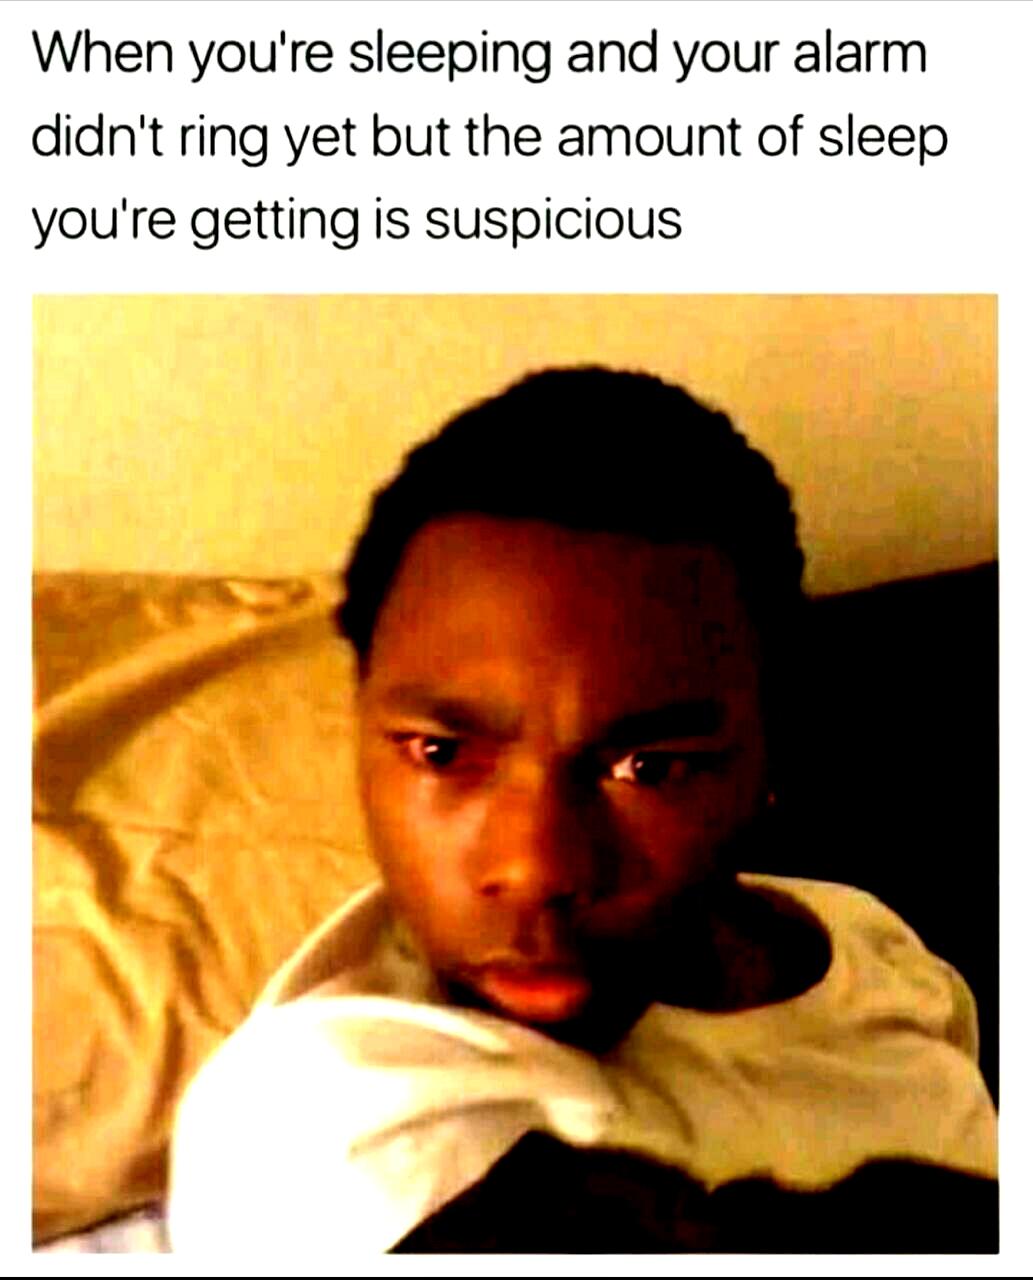 When you're sleeping and your alarm
didn't ring yet but the amount of sleep
you're getting is suspicious